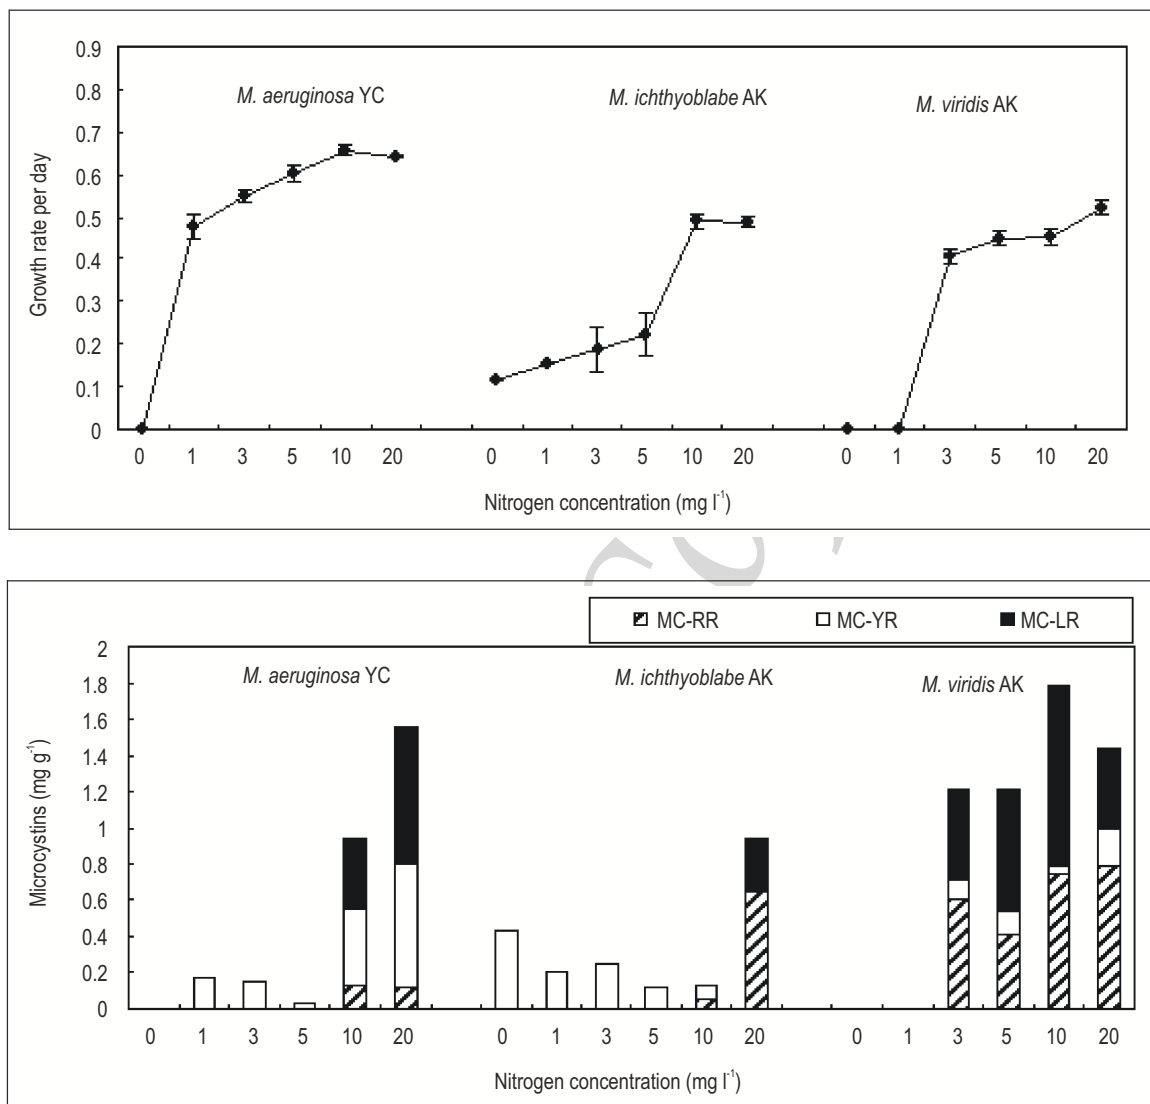 0.9
0.8
0.7
0.6
0.5
0.4
0.3
0.2
0.1
0
Growth rate per day
M. aeruginosa YC
M. ichthyoblabe AK
M. viridis AK
0 1 3 5 10 20 0 1 3 5 10 20 0 1 3 5 10 20
Nitrogen concentration (mg l⁻¹)
MC-RR MC-YR MC-LR
2
1.8
1.6
1.4
1.2
1
0.8
0.6
0.4
0.2
0
Microcystins (mg g⁻¹)
M. aeruginosa YC
M. ichthyoblabe AK
M. viridis AK
0 1 3 5 10 20 0 1 3 5 10 20 0 1 3 5 10 20
Nitrogen concentration (mg l⁻¹)